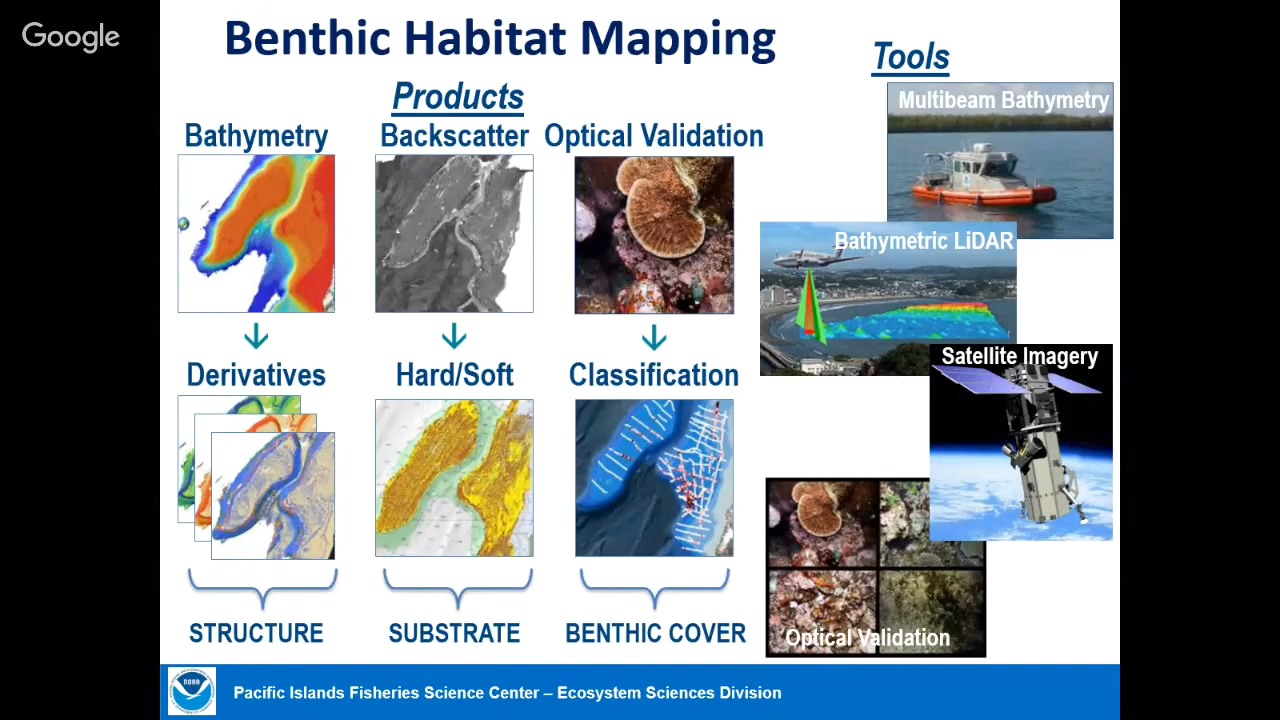 Google
Benthic Habitat Mapping
Products
Bathymetry
Backscatter
Optical Validation
Derivatives
Hard/Soft
Classification
STRUCTURE
SUBSTRATE
BENTHIC COVER
Tools
Multibeam Bathymetry
Bathymetric LiDAR
Satellite Imagery
Optical Validation
NOAA
Pacific Islands Fisheries Science Center – Ecosystem Sciences Division